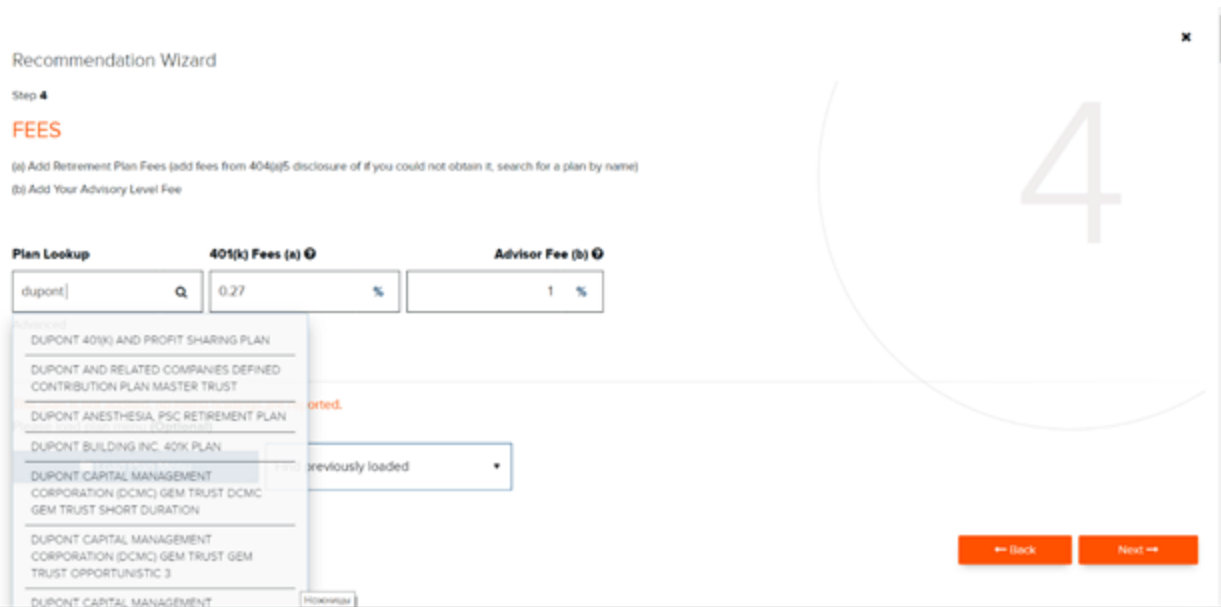 ×
Recommendation Wizard
Step 4
4
FEES
(a) Add Retirement Plan Fees (add fees from 404(a)5 disclosure of if you could not obtain it, search for a plan by name)
(b) Add Your Advisory Level Fee
Plan Lookup 401(k) Fees (a) Advisor Fee (b)
dupont 0.27 % 1 %
Advanced
DUPONT 401(K) AND PROFIT SHARING PLAN
DUPONT AND RELATED COMPANIES DEFINED
CONTRIBUTION PLAN MASTER TRUST
orted.
DUPONT ANESTHESIA, PSC RETIREMENT PLAN
(Optional)
DUPONT BUILDING INC. 401K PLAN
previously loaded
DUPONT CAPITAL MANAGEMENT
CORPORATION (DCMC) GEM TRUST DCMC
GEM TRUST SHORT DURATION
DUPONT CAPITAL MANAGEMENT
CORPORATION (DCMC) GEM TRUST GEM
TRUST OPPORTUNISTIC 3
← Back Next →
DUPONT CAPITAL MANAGEMENT
Ножницы